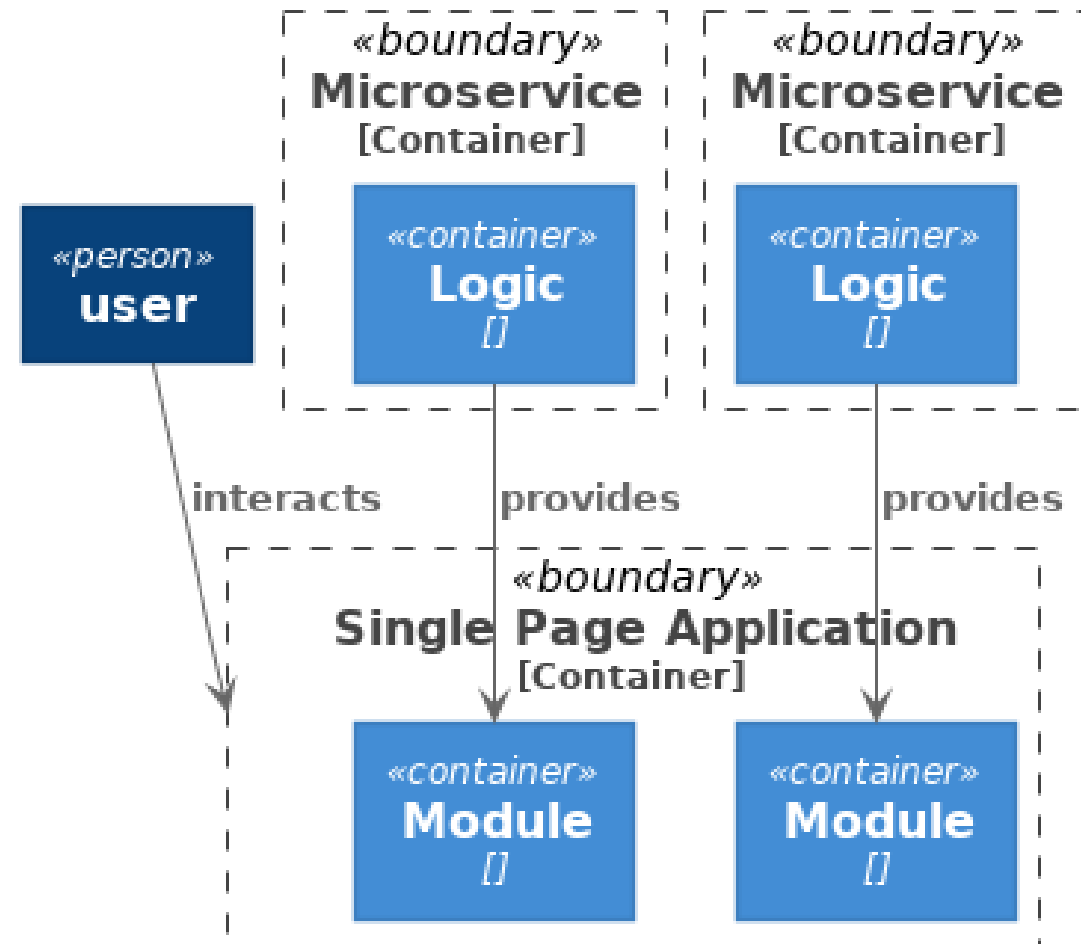 «boundary»
Microservice
[Container]
«boundary»
Microservice
[Container]
«person»
user
«container»
Logic
[]
«container»
Logic
[]
interacts
provides
provides
«boundary»
Single Page Application
[Container]
«container»
Module
[]
«container»
Module
[]